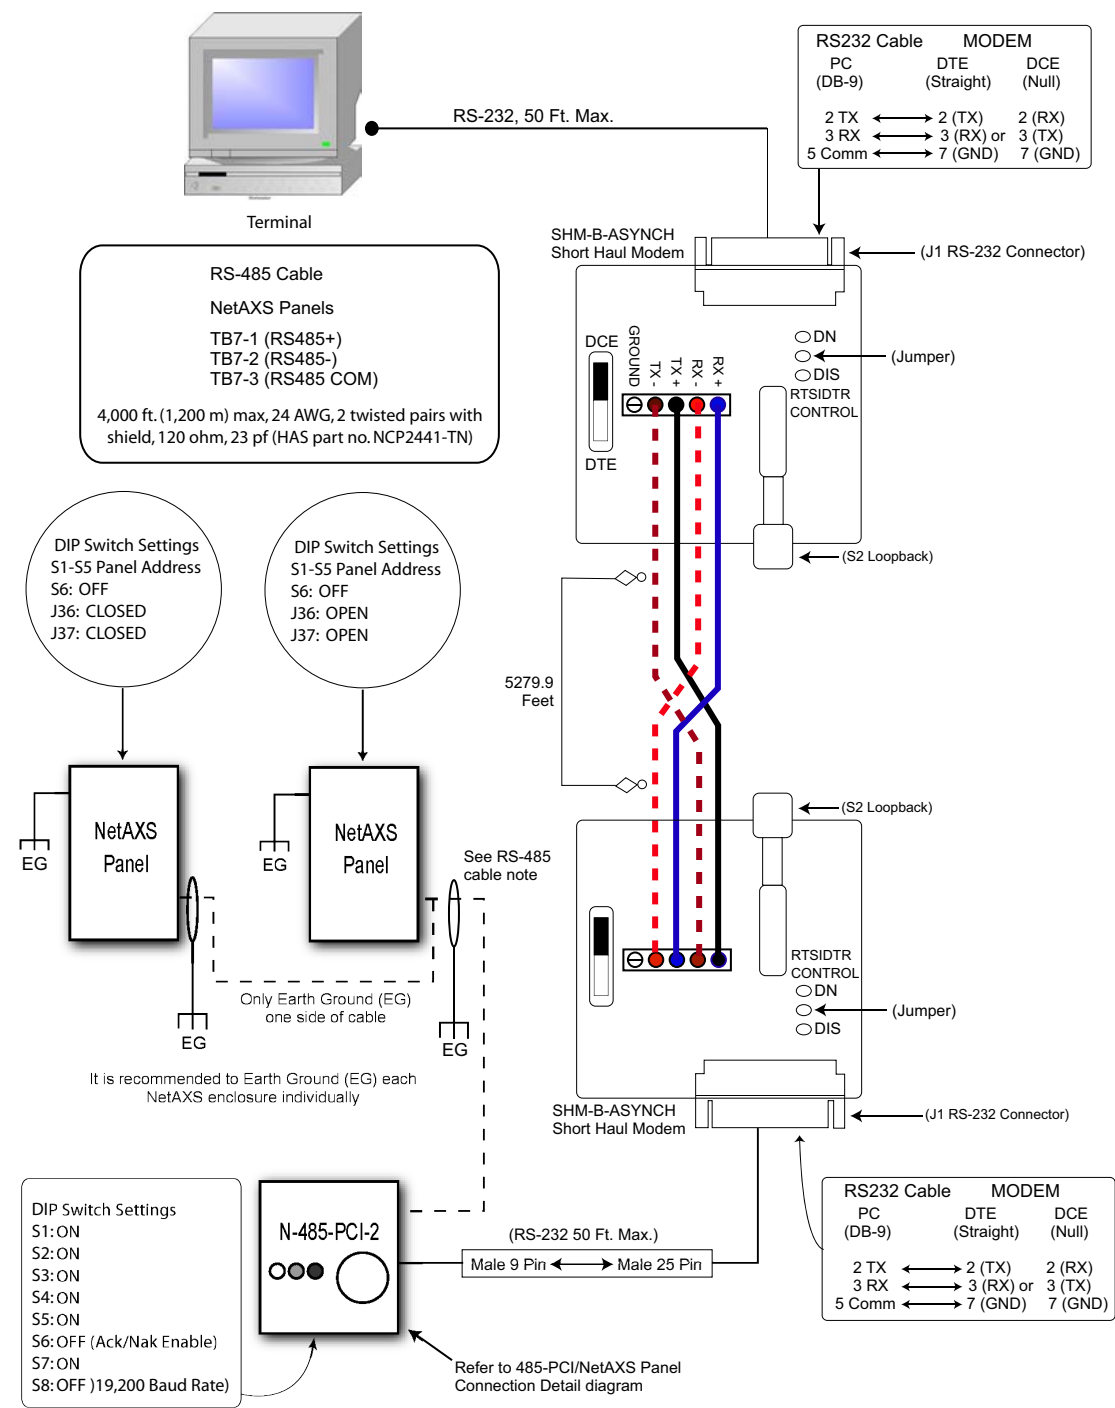 RS232 Cable MODEM
PC DTE DCE
(DB-9) (Straight) (Null)
2 TX 2 (TX) 2 (RX)
3 RX 3 (RX) or 3 (TX)
5 Comm 7 (GND) 7 (GND)
RS-232, 50 Ft. Max.
Terminal
SHM-B-ASYNCH
Short Haul Modem
(J1 RS-232 Connector)
RS-485 Cable
NetAXS Panels
TB7-1 (RS485+)
TB7-2 (RS485-)
TB7-3 (RS485 COM)
4,000 ft. (1,200 m) max, 24 AWG, 2 twisted pairs with
shield, 120 ohm, 23 pf (HAS part no. NCP2441-TN)
DCE
DTE
GROUND
TX -
TX +
RX -
RX +
DN
(Jumper)
DIS
RTSIDTR
CONTROL
(S2 Loopback)
DIP Switch Settings
S1-S5 Panel Address
S6: OFF
J36: CLOSED
J37: CLOSED
DIP Switch Settings
S1-S5 Panel Address
S6: OFF
J36: OPEN
J37: OPEN
5279.9
Feet
NetAXS
Panel
EG
EG
NetAXS
Panel
EG
EG
See RS-485
cable note
Only Earth Ground (EG)
one side of cable
It is recommended to Earth Ground (EG) each
NetAXS enclosure individually
(S2 Loopback)
RTSIDTR
CONTROL
DN
(Jumper)
DIS
SHM-B-ASYNCH
Short Haul Modem
(J1 RS-232 Connector)
DIP Switch Settings
S1: ON
S2: ON
S3: ON
S4: ON
S5: ON
S6: OFF (Ack/Nak Enable)
S7: ON
S8: OFF )19,200 Baud Rate)
N-485-PCI-2
(RS-232 50 Ft. Max.)
Male 9 Pin Male 25 Pin
Refer to 485-PCI/NetAXS Panel
Connection Detail diagram
RS232 Cable MODEM
PC DTE DCE
(DB-9) (Straight) (Null)
2 TX 2 (TX) 2 (RX)
3 RX 3 (RX) or 3 (TX)
5 Comm 7 (GND) 7 (GND)